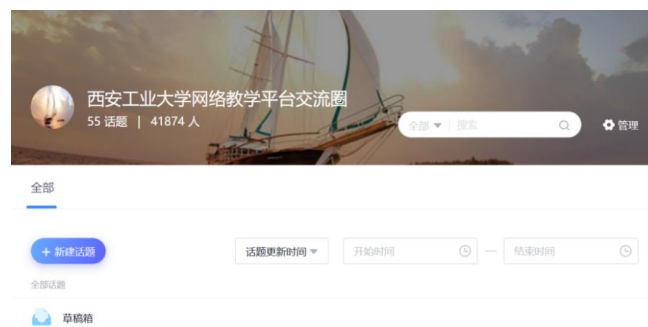 西安工业大学网络教学平台交流圈
55 话题 | 41874 人
全部 搜索 管理
全部
+ 新建话题 话题更新时间 开始时间 — 结束时间
全部话题
草稿箱